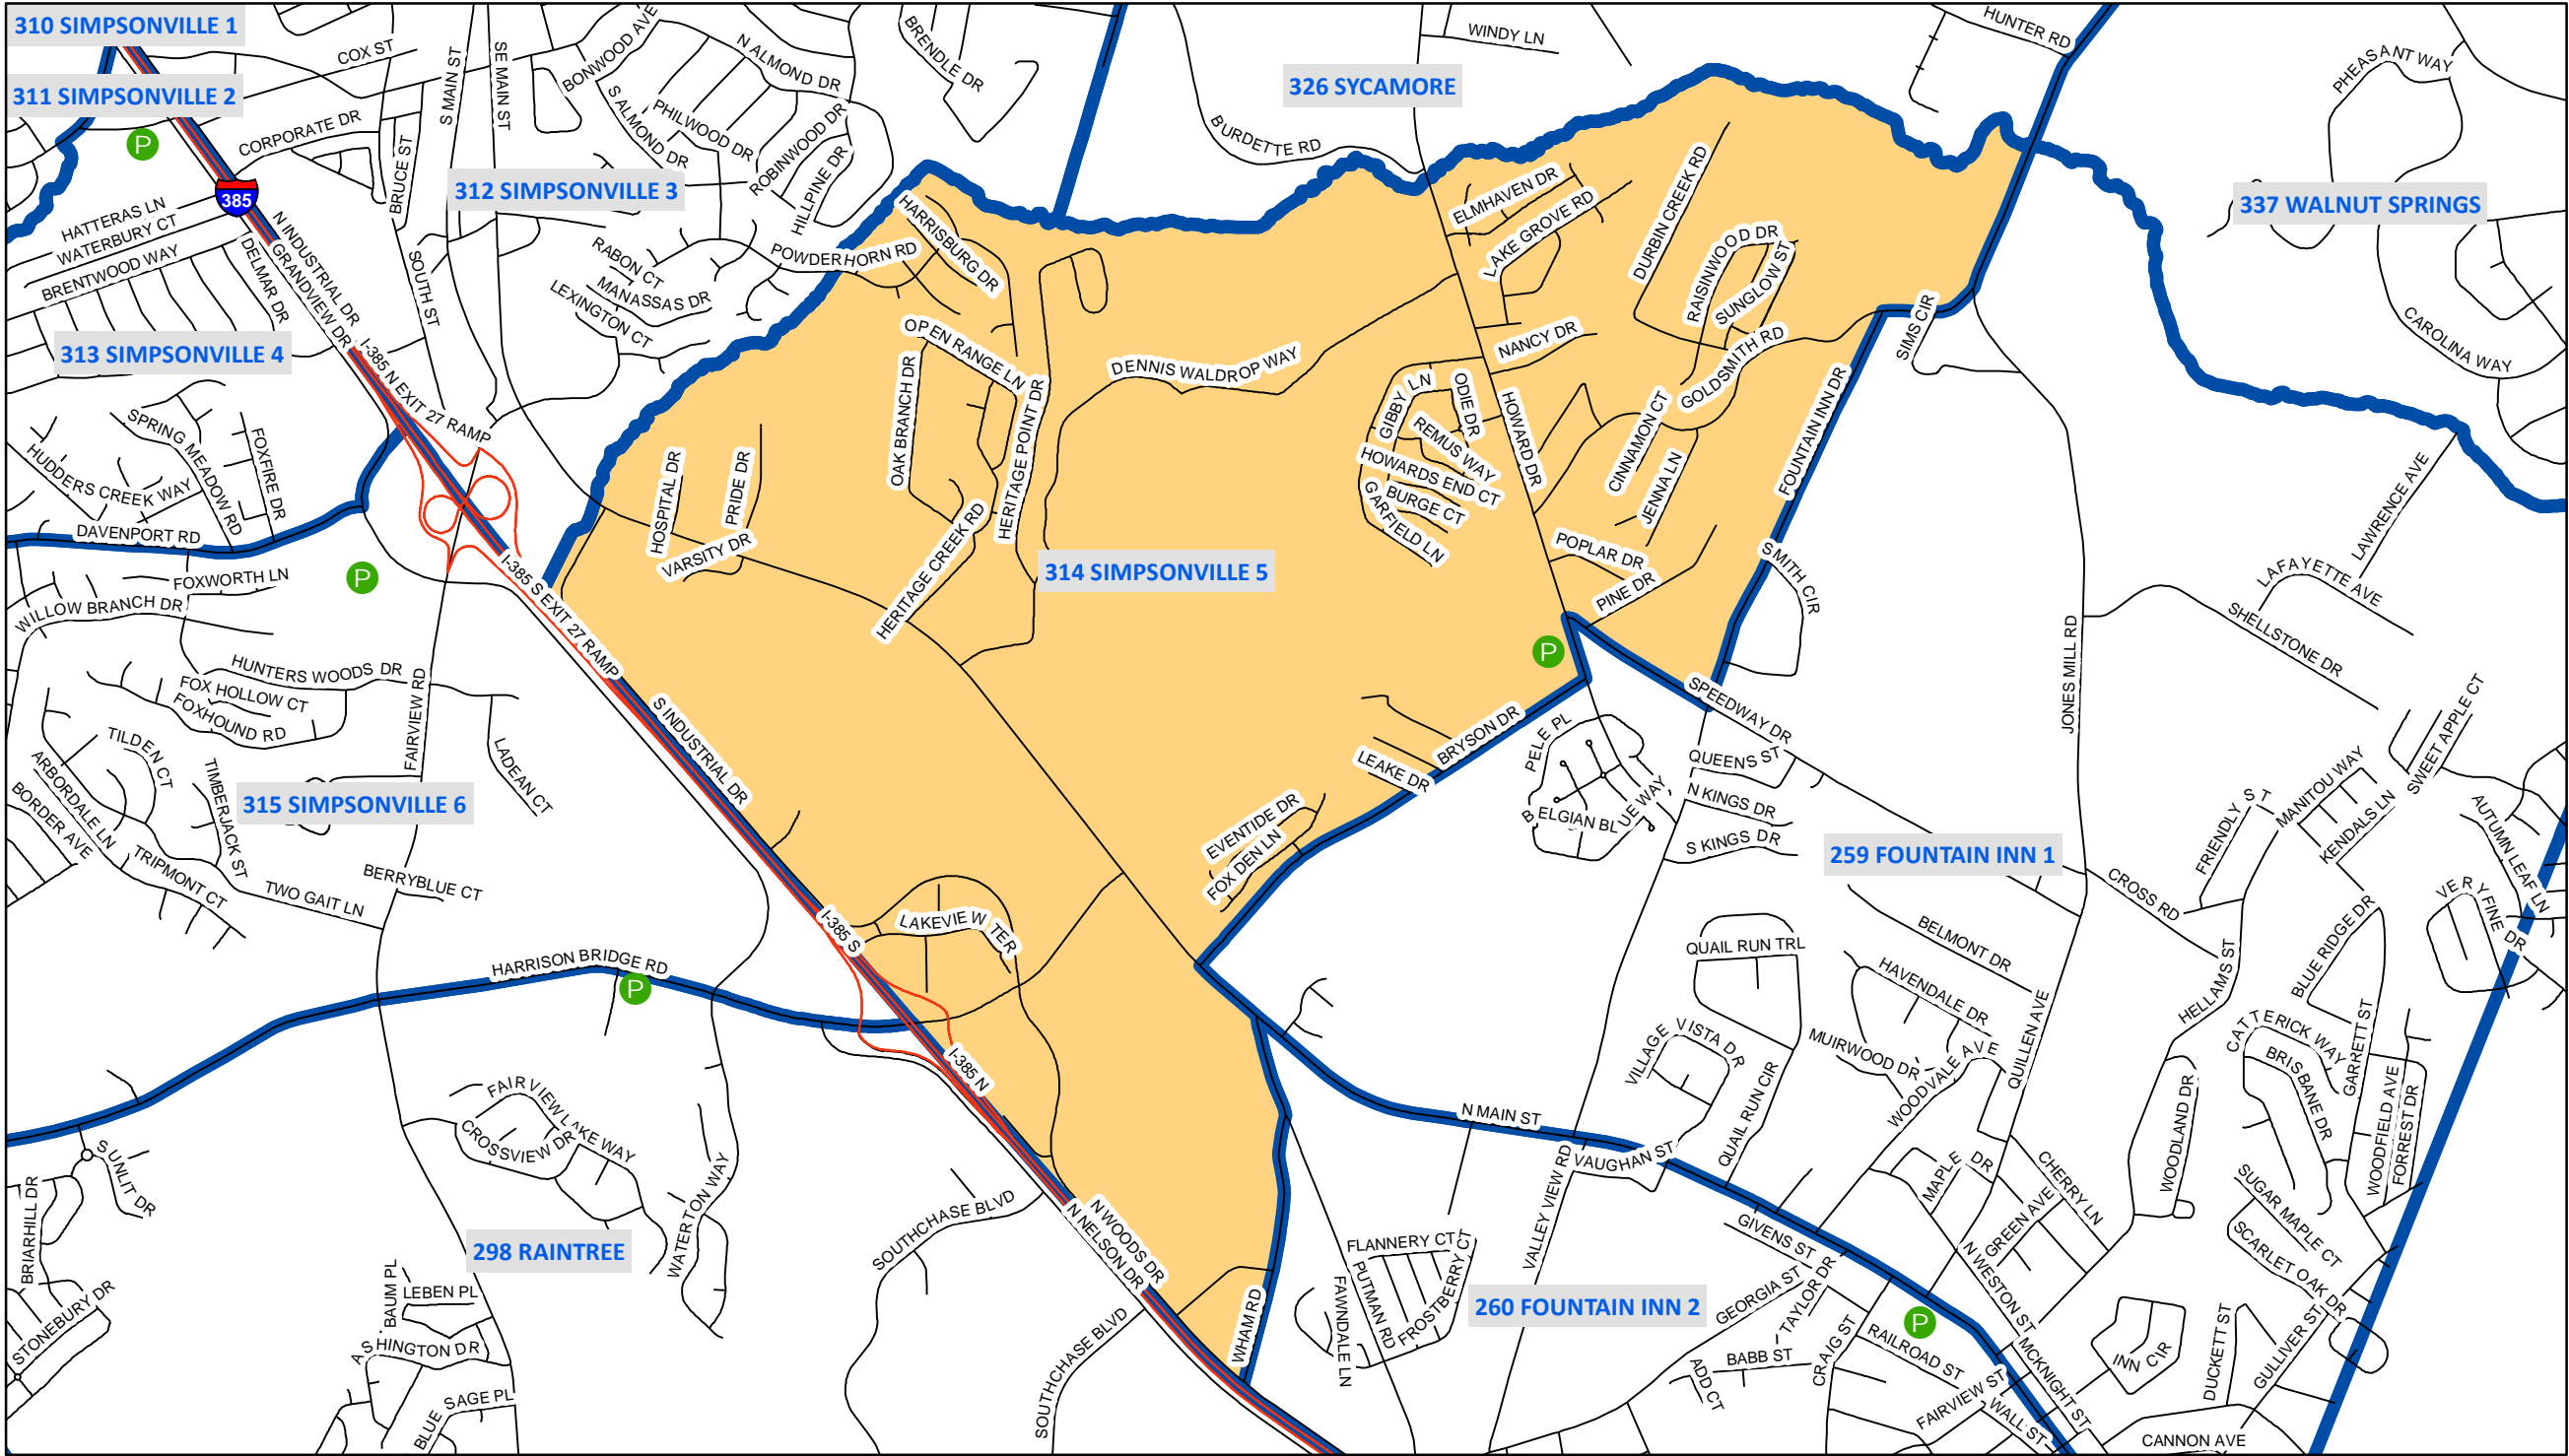 310 SIMPSONVILLE 1
COX ST
S MAIN ST
SE MAIN ST
BONWOOD AVE
N ALMOND DR
BRENDLE DR
WINDY LN
HUNTER RD
PHEASANT WAY
311 SIMPSONVILLE 2
P
CORPORATE DR
BRUCE ST
S ALMOND DR
PHILWOOD DR
ROBINWOOD DR
HILLPINE DR
326 SYCAMORE
BURDETTE RD
385
312 SIMPSONVILLE 3
337 WALNUT SPRINGS
HATTERAS LN
WATERBURY CT
BRENTWOOD WAY
DELMAR DR
N INDUSTRIAL DR
GRANDVIEW DR
SOUTH ST
RABON CT
MANASSAS DR
LEXINGTON CT
POWDERHORN RD
HARRISBURG DR
ELMHAVEN DR
LAKE GROVE RD
DURBIN CREEK RD
RAISINWOOD DR
SUNGLOW ST
SIMS CIR
CAROLINA WAY
313 SIMPSONVILLE 4
I-385 N EXIT 27 RAMP
OPEN RANGE LN
OAK BRANCH DR
HERITAGE POINT DR
DENNIS WALDROP WAY
NANCY DR
GOLDSMITH RD
FOUNTAIN INN DR
GIBBY LN
ODIE DR
REMUS WAY
HOWARD DR
HOWARDS END CT
BURGE CT
GARFIELD LN
CINNAMON CT
JENNA LN
SPRING MEADOW RD
FOXFIRE DR
HUDDERS CREEK WAY
DAVENPORT RD
HOSPITAL DR
PRIDE DR
VARSITY DR
HERITAGE CREEK RD
314 SIMPSONVILLE 5
POPLAR DR
PINE DR
SMITH CIR
LAWRENCE AVE
LAFAYETTE AVE
SHELLSTONE DR
JONES MILL RD
P
FOXWORTH LN
WILLOW BRANCH DR
I-385 S EXIT 27 RAMP
HUNTERS WOODS DR
FOX HOLLOW CT
FOXHOUND RD
FAIRVIEW RD
S INDUSTRIAL DR
P
SPEEDWAY DR
BRYSON DR
LEAKE DR
PELE PL
QUEENS ST
N KINGS DR
S KINGS DR
BELGIAN BLUE WAY
SWEET APPLE CT
MANITOU WAY
KENDALS LN
FRIENDLY ST
AUTUMN LEAF LN
TILDEN CT
ARBORDALE LN
BORDER AVE
TIMBERJACK ST
LADEAN CT
315 SIMPSONVILLE 6
TRIPMONT CT
TWO GAIT LN
BERRYBLUE CT
EVENTIDE DR
FOX DEN LN
259 FOUNTAIN INN 1
CROSS RD
VERYFINE DR
BLUE RIDGE DR
I-385 S
LAKEVIEW TER
HARRISON BRIDGE RD
P
QUAIL RUN TRL
BELMONT DR
HAVENDALE DR
HELLAMS ST
VILLAGE VISTA DR
QUAIL RUN CIR
MUIRWOOD DR
WOODVALE AVE
QUILLEN AVE
CATTERICK WAY
BRISBANE DR
GARRETT ST
I-385 N
N MAIN ST
VAUGHAN ST
VALLEY VIEW RD
FAIRVIEW LAKE WAY
CROSSVIEW DR
SUNLIT DR
BRIARHILL DR
WATERTON WAY
SOUTHCHASE BLVD
N WOODS DR
N NELSON DR
MAPLE DR
CHERRY LN
GREEN AVE
WOODLAND DR
WOODFIELD AVE
FORREST DR
SUGAR MAPLE CT
SCARLET OAK DR
298 RAINTREE
BAUM PL
LEBEN PL
STONEBURY DR
ASHINGTON DR
SAGE PL
BLUE
SOUTHCHASE BLVD
WHAM RD
FLANNERY CT
PUTMAN RD
FROSTBERRY CT
FAWNDALE LN
260 FOUNTAIN INN 2
GIVENS ST
GEORGIA ST
TAYLOR DR
CRAIG ST
BABB ST
ADD CT
P
RAILROAD ST
N WESTON ST
MCKNIGHT ST
FAIRVIEW ST
WALL ST
INN CIR
DUCKETT ST
GULLIVER ST
CANNON AVE